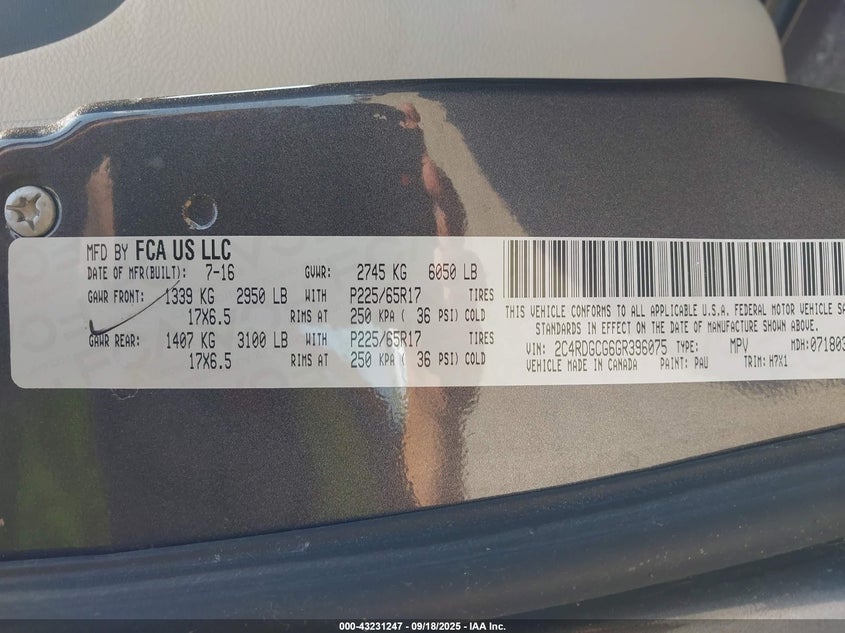 MFD BY FCA US LLC
DATE OF MFR(BUILT): 7-16 GVWR: 2745 KG 6050 LB
GAWR FRONT: 1339 KG 2950 LB WITH P225/65R17 TIRES
17X6.5 RIMS AT 250 KPA ( 36 PSI) COLD
GAWR REAR: 1407 KG 3100 LB WITH P225/65R17 TIRES
17X6.5 RIMS AT 250 KPA ( 36 PSI) COLD
THIS VEHICLE CONFORMS TO ALL APPLICABLE U.S.A. FEDERAL MOTOR VEHICLE SA
STANDARDS IN EFFECT ON THE DATE OF MANUFACTURE SHOWN ABOVE.
VIN: 2C4RDGCG6GR396075 TYPE: MPV MDH:071803
VEHICLE MADE IN CANADA PAINT: PAU TRIM: H7X1
000-43231247 - 09/18/2025 - IAA Inc.